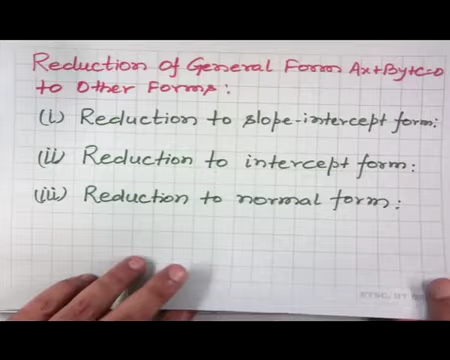 Reduction of General Form Ax+By+C=0
to Other Forms:
(i) Reduction to slope-intercept form:
(ii) Reduction to intercept form:
(iii) Reduction to normal form: